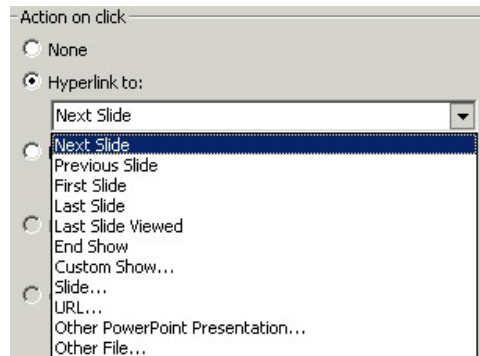 Action on click
None
Hyperlink to:
Next Slide
Next Slide
Previous Slide
First Slide
Last Slide
Last Slide Viewed
End Show
Custom Show...
Slide...
URL...
Other PowerPoint Presentation...
Other File...